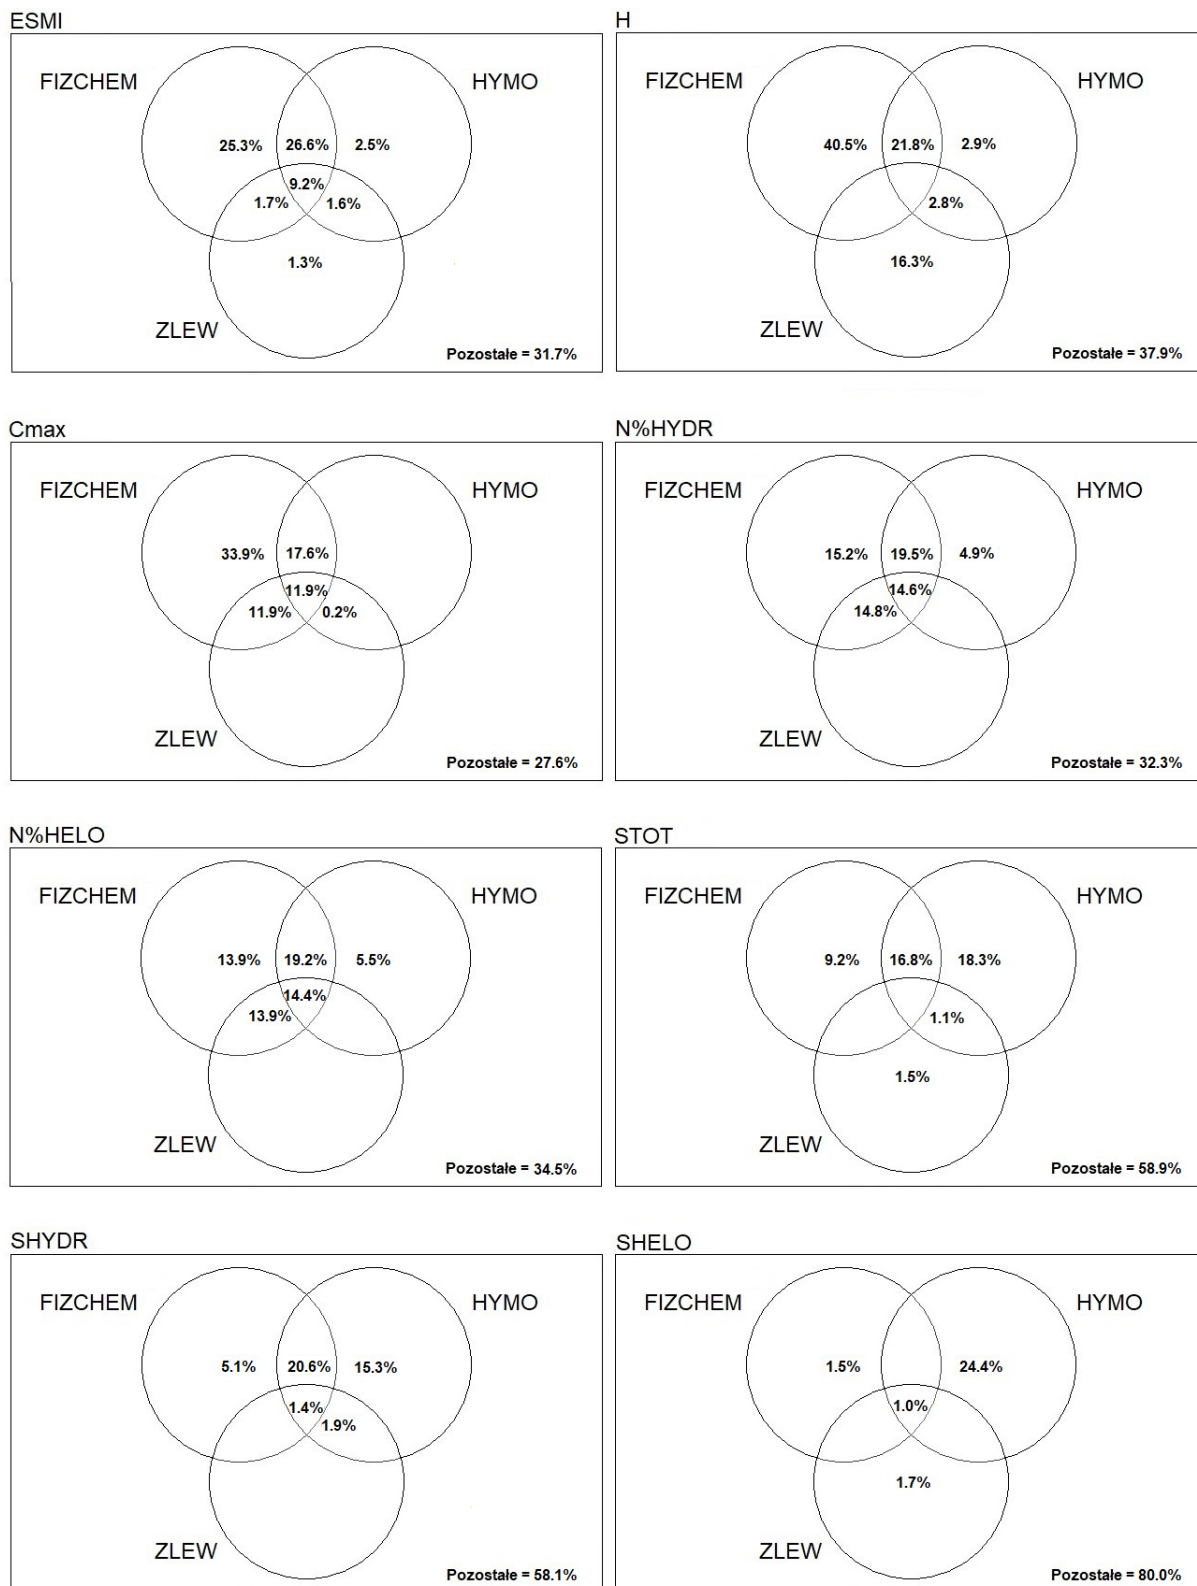 ESMI
FIZCHEM HYMO
25.3% 26.6% 2.5%
9.2%
1.7% 1.6%
1.3%
ZLEW
Pozostałe = 31.7%
H
FIZCHEM HYMO
40.5% 21.8% 2.9%
2.8%
16.3%
ZLEW
Pozostałe = 37.9%
Cmax
FIZCHEM HYMO
33.9% 17.6%
11.9%
11.9% 0.2%
ZLEW
Pozostałe = 27.6%
N%HYDR
FIZCHEM HYMO
15.2% 19.5% 4.9%
14.6%
14.8%
ZLEW
Pozostałe = 32.3%
N%HELO
FIZCHEM HYMO
13.9% 19.2% 5.5%
14.4%
13.9%
ZLEW
Pozostałe = 34.5%
STOT
FIZCHEM HYMO
9.2% 16.8% 18.3%
1.1%
1.5%
ZLEW
Pozostałe = 58.9%
SHYDR
FIZCHEM HYMO
5.1% 20.6% 15.3%
1.4%
1.9%
ZLEW
Pozostałe = 58.1%
SHELO
FIZCHEM HYMO
1.5% 24.4%
1.0%
1.7%
ZLEW
Pozostałe = 80.0%